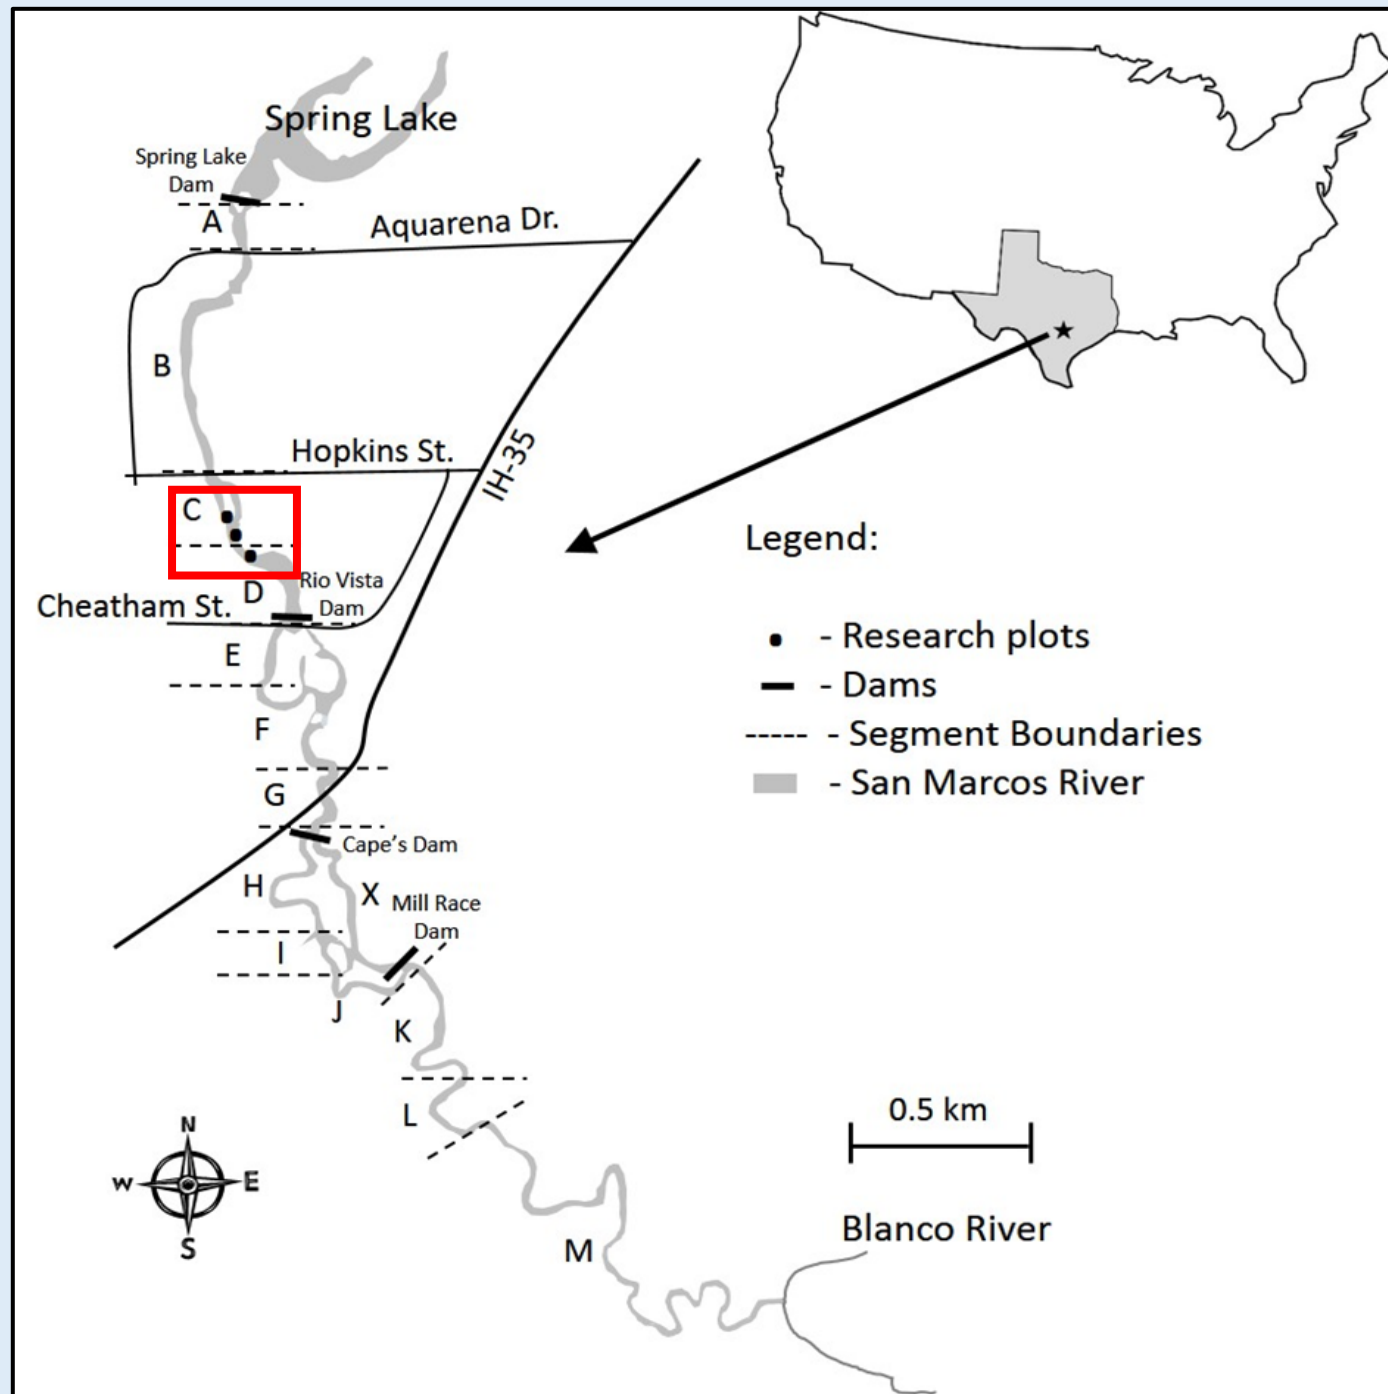 Spring Lake
Spring Lake
Dam
A
Aquarena Dr.
B
Hopkins St.
IH-35
C
D
Rio Vista
Dam
Cheatham St.
E
F
G
Cape's Dam
H
X
Mill Race
Dam
I
J
K
L
M
Legend:
- Research plots
- Dams
- Segment Boundaries
- San Marcos River
0.5 km
Blanco River
N
W
E
S